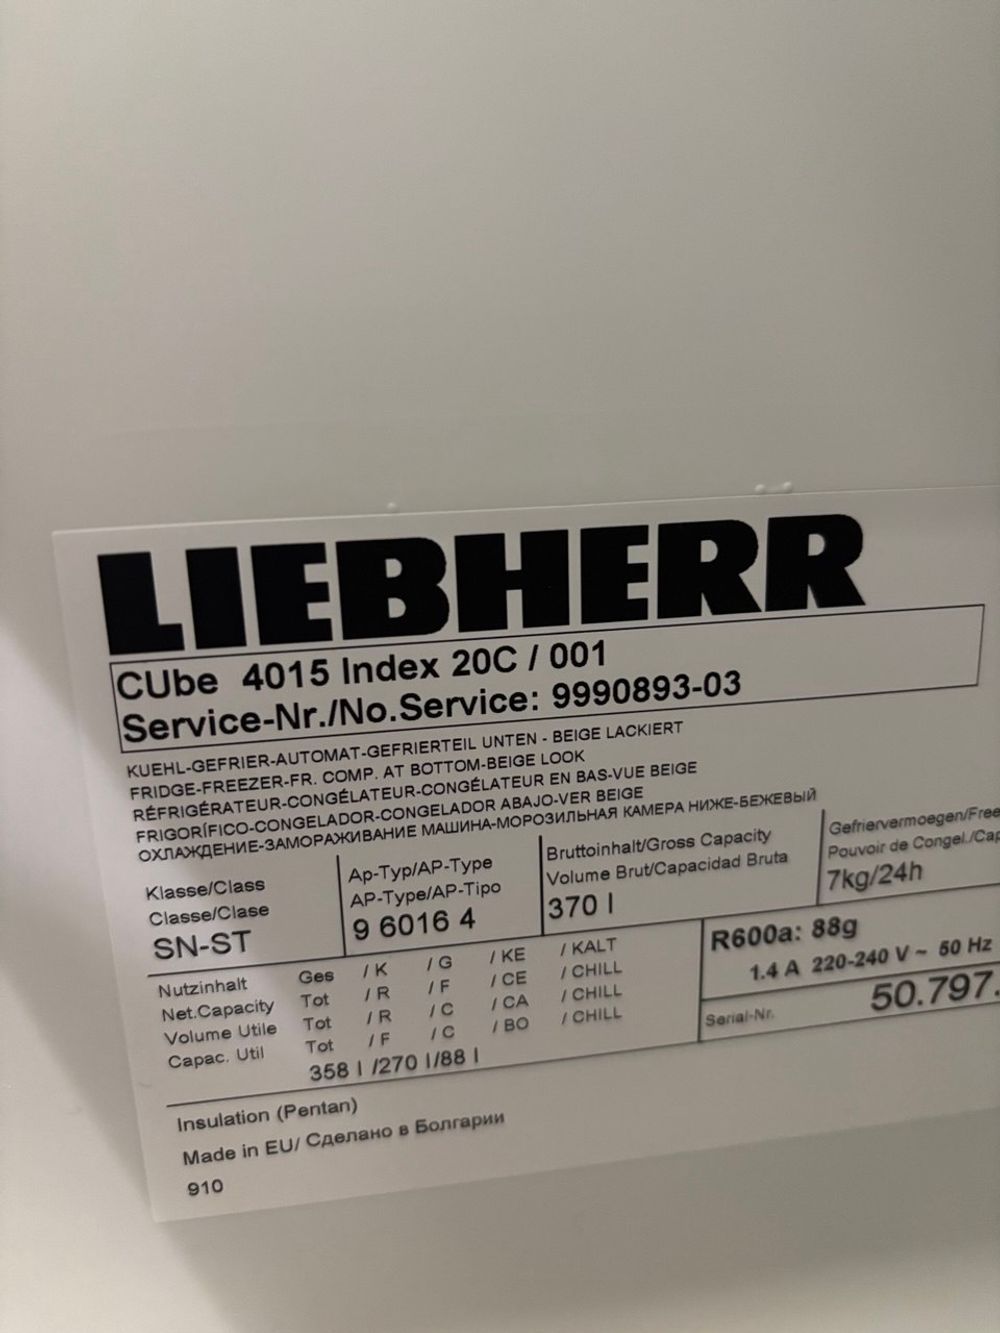 LIEBHERR
CUbe 4015 Index 20C / 001
Service-Nr./No.Service: 9990893-03
KUEHL-GEFRIER-AUTOMAT-GEFRIERTEIL UNTEN - BEIGE LACKIERT
FRIDGE-FREEZER-FR. COMP. AT BOTTOM-BEIGE LOOK
RÉFRIGÉRATEUR-CONGÉLATEUR-CONGÉLATEUR EN BAS-VUE BEIGE
FRIGORÍFICO-CONGELADOR-CONGELADOR ABAJO-VER BEIGE
ОХЛАЖДЕНИЕ-ЗАМОРАЖИВАНИЕ МАШИНА-МОРОЗИЛЬНАЯ КАМЕРА НИЖЕ-БЕЖЕВЫЙ
Klasse/Class
Classe/Clase
SN-ST
Ap-Typ/AP-Type
AP-Type/AP-Tipo
9 6016 4
Bruttoinhalt/Gross Capacity
Volume Brut/Capacidad Bruta
370 l
Gefriervermoegen/Free
Pouvoir de Congel./Cap
7kg/24h
Nutzinhalt Ges / K / G / KE / KALT
Net.Capacity Tot / R / F / CE / CHILL
Volume Utile Tot / R / C / CA / CHILL
Capac. Util Tot / F / C / BO / CHILL
358 l /270 l/88 l
R600a: 88g
1.4 A 220-240 V ~ 50 Hz
Serial-Nr. 50.797.
Insulation (Pentan)
Made in EU/ Сделано в Болгарии
910